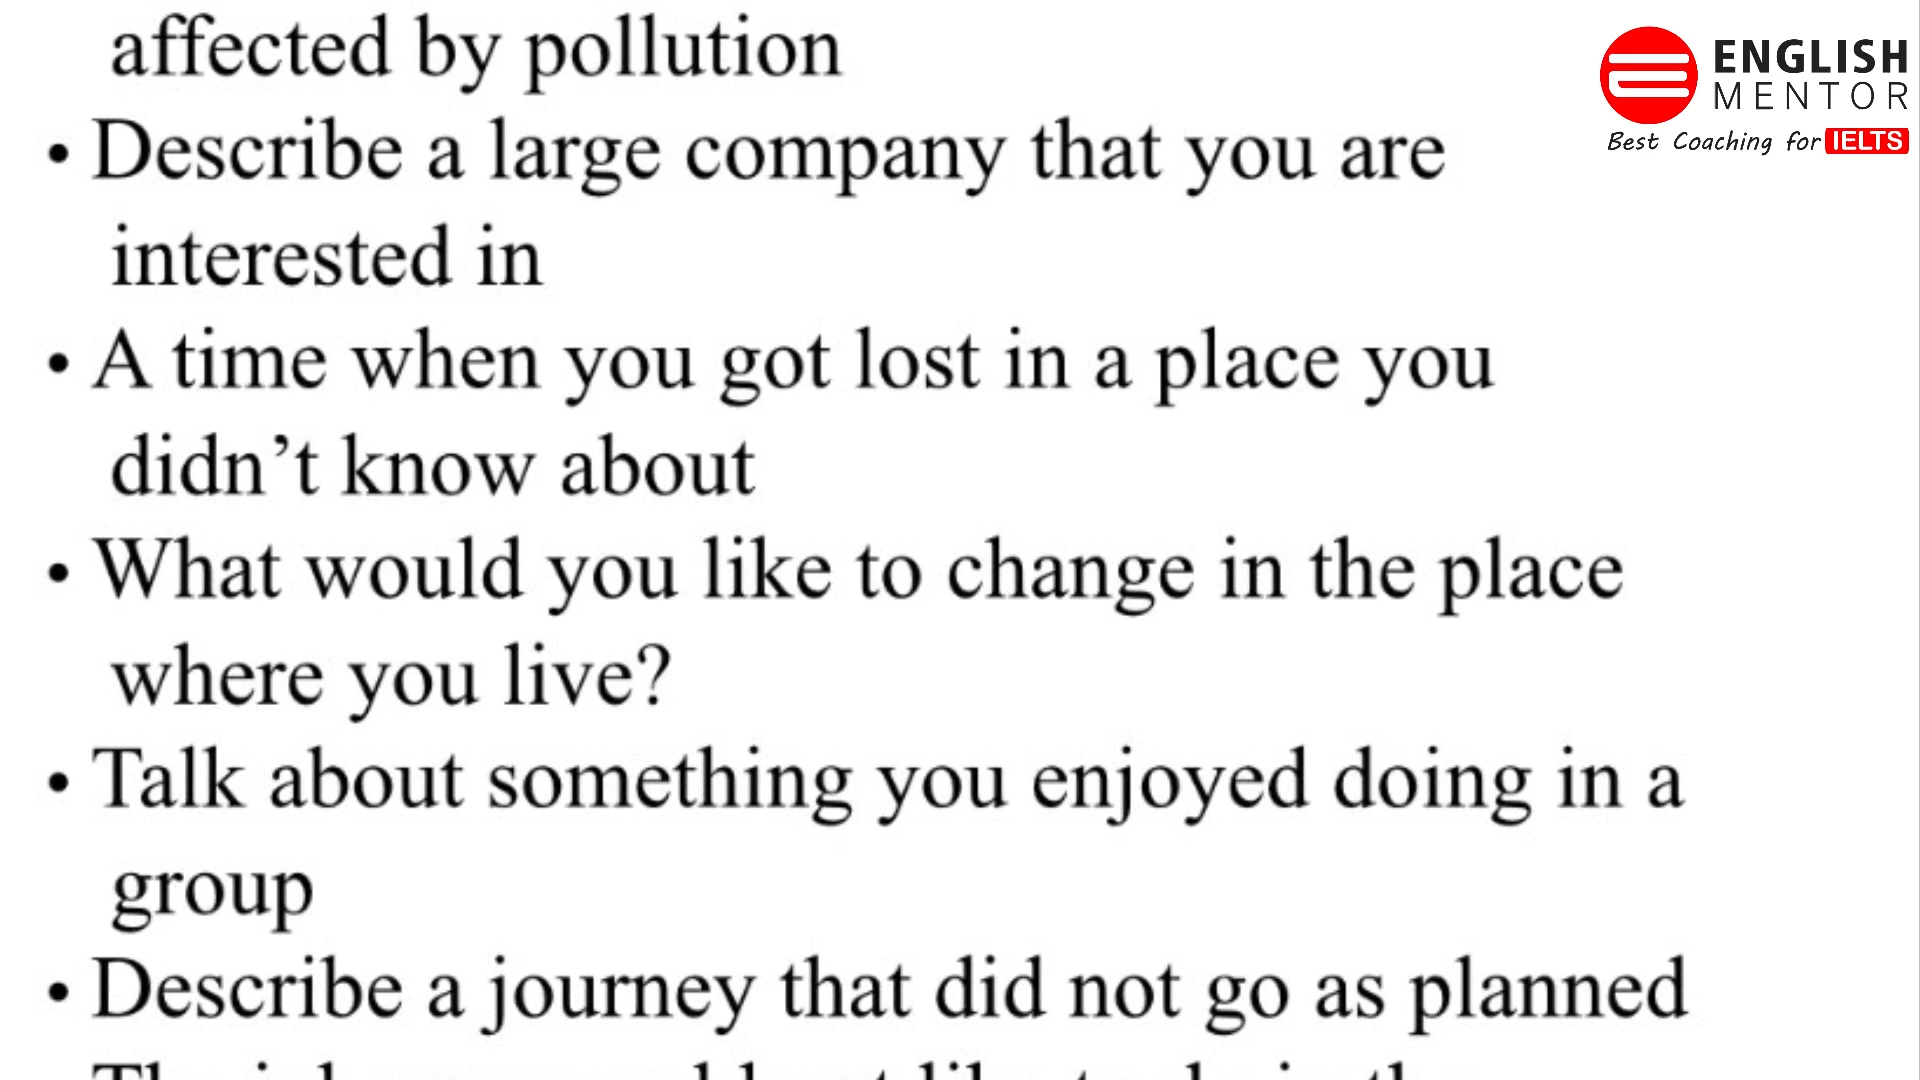 affected by pollution
• Describe a large company that you are
interested in
• A time when you got lost in a place you
didn’t know about
• What would you like to change in the place
where you live?
• Talk about something you enjoyed doing in a
group
• Describe a journey that did not go as planned
ENGLISH
MENTOR
Best Coaching for IELTS